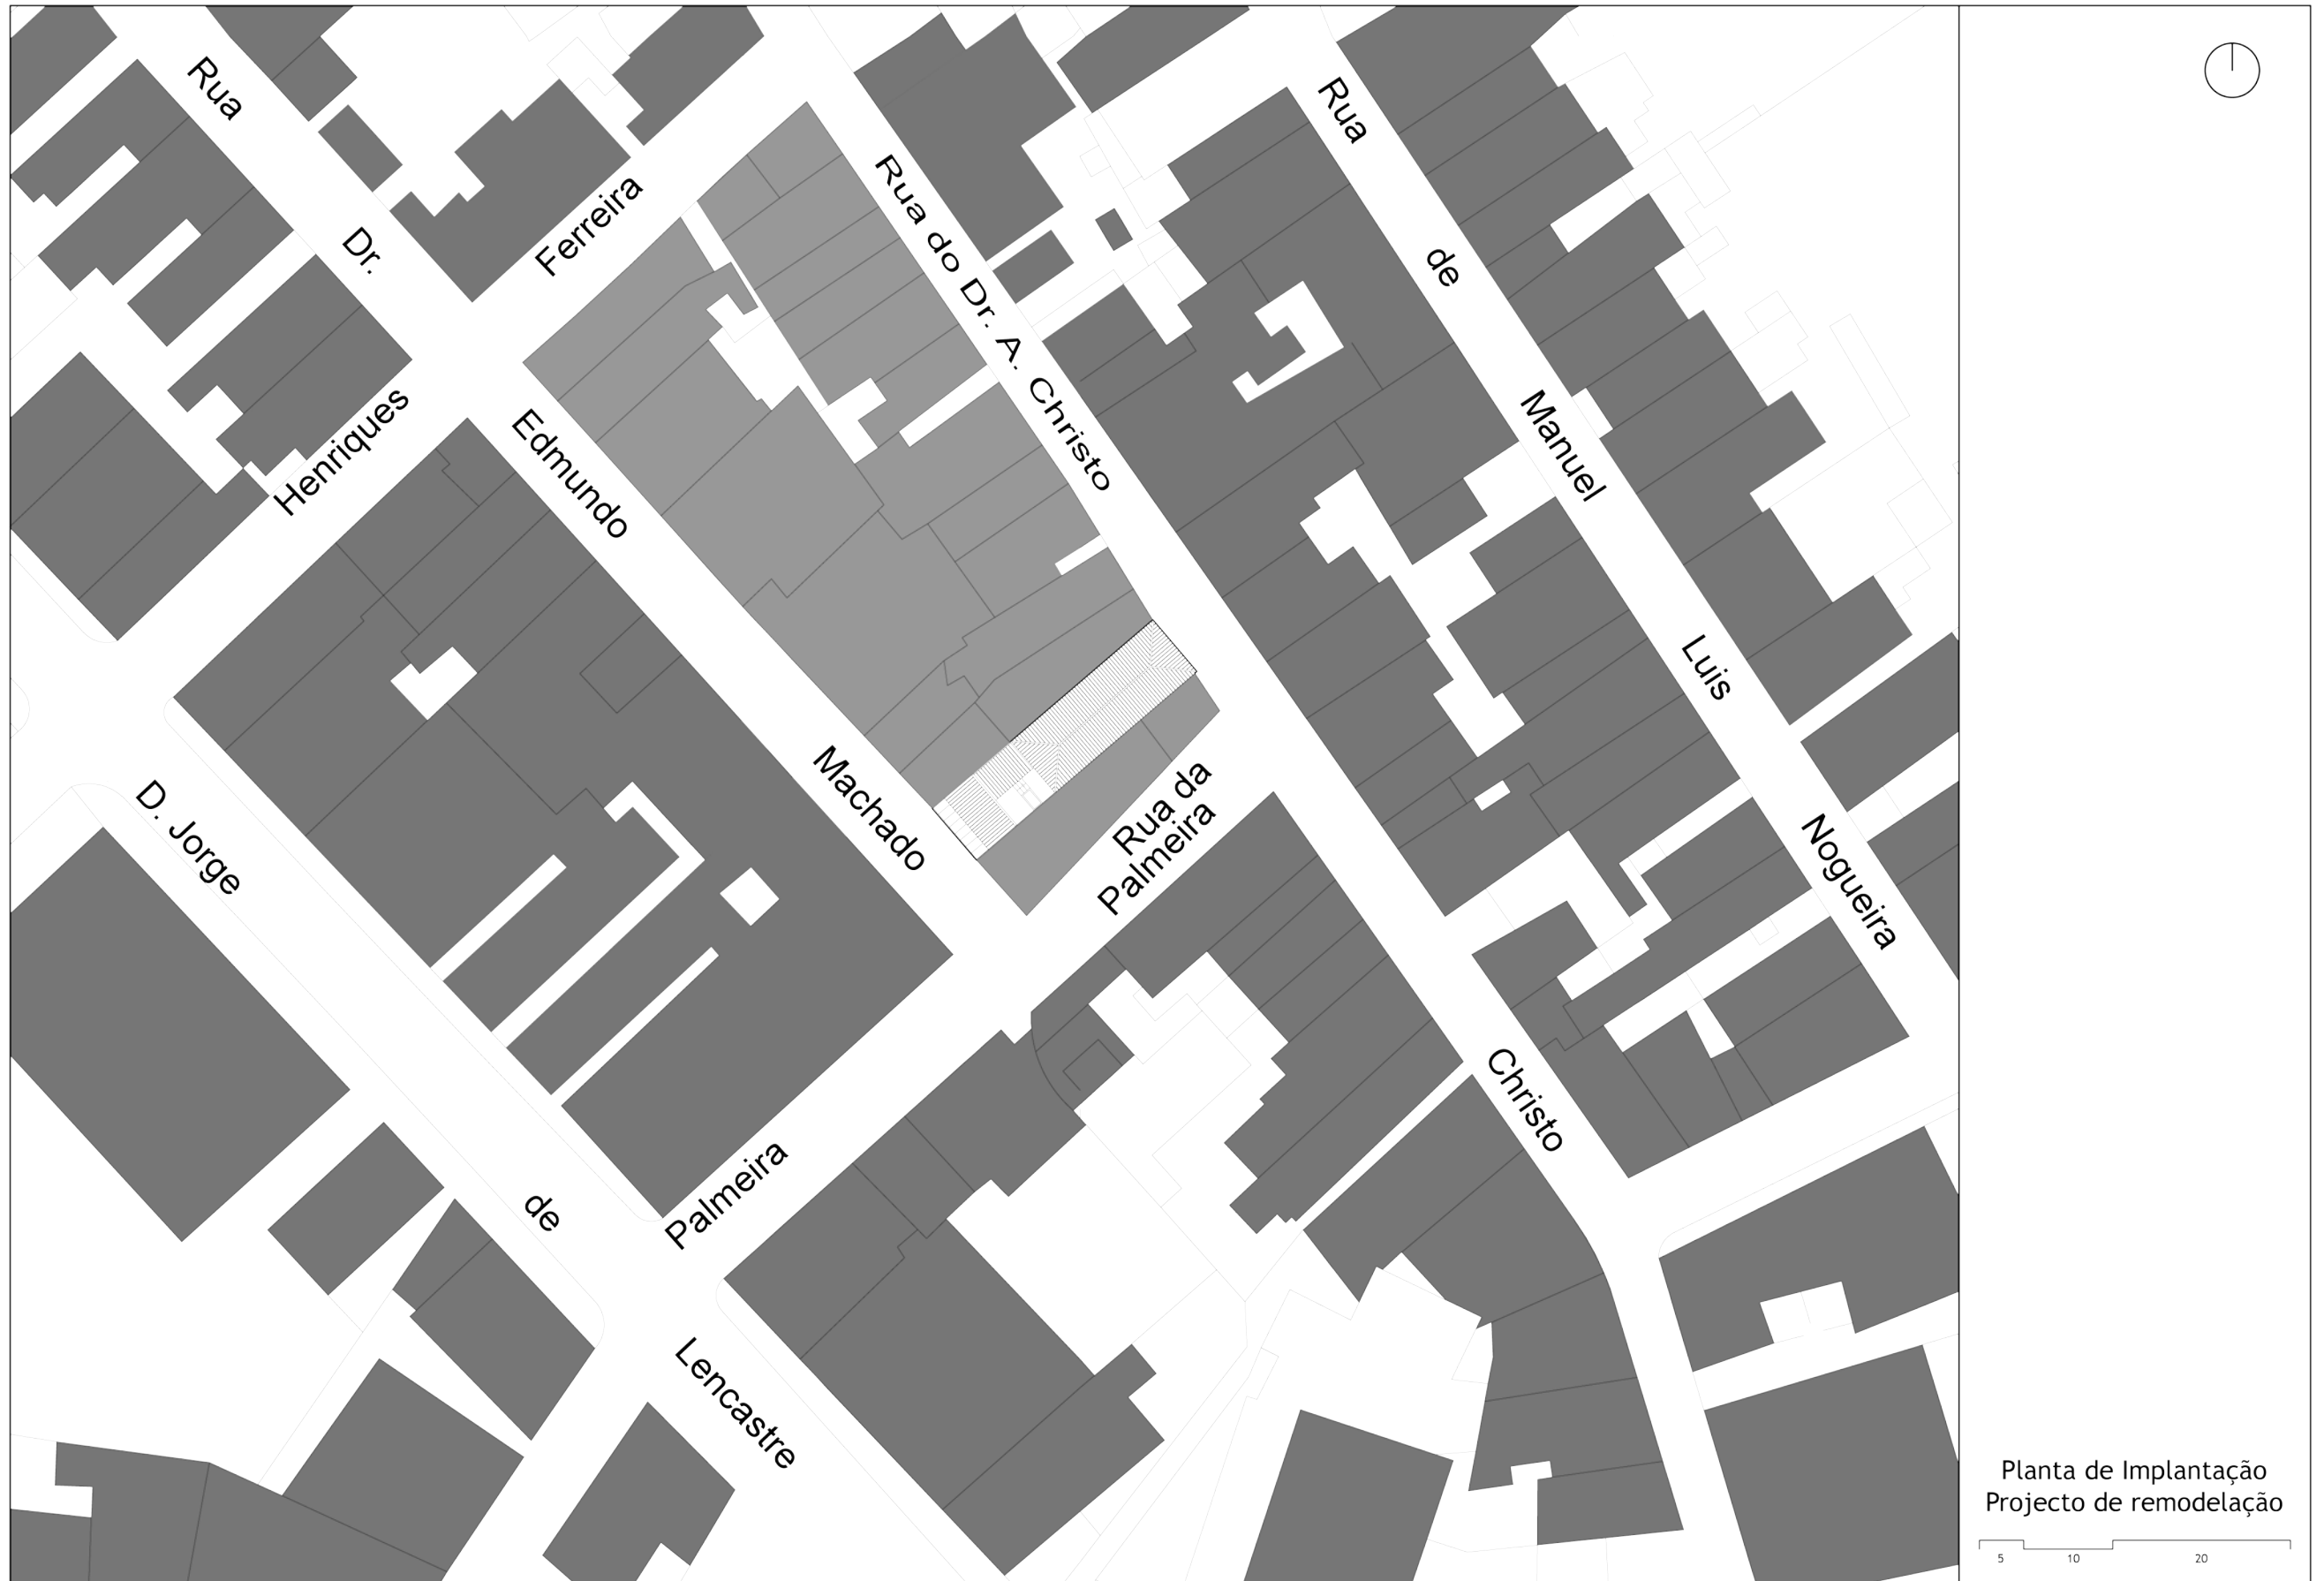 Rua
Dr.
Edmundo
Machado
Ferreira
Henriques
Rua do Dr. A. Christo
Christo
Rua
de
Manuel
Luis
Nogueira
Rua da
Palmeira
Palmeira
D. Jorge
de
Lencastre
Planta de Implantação
Projecto de remodelação
5 10 20